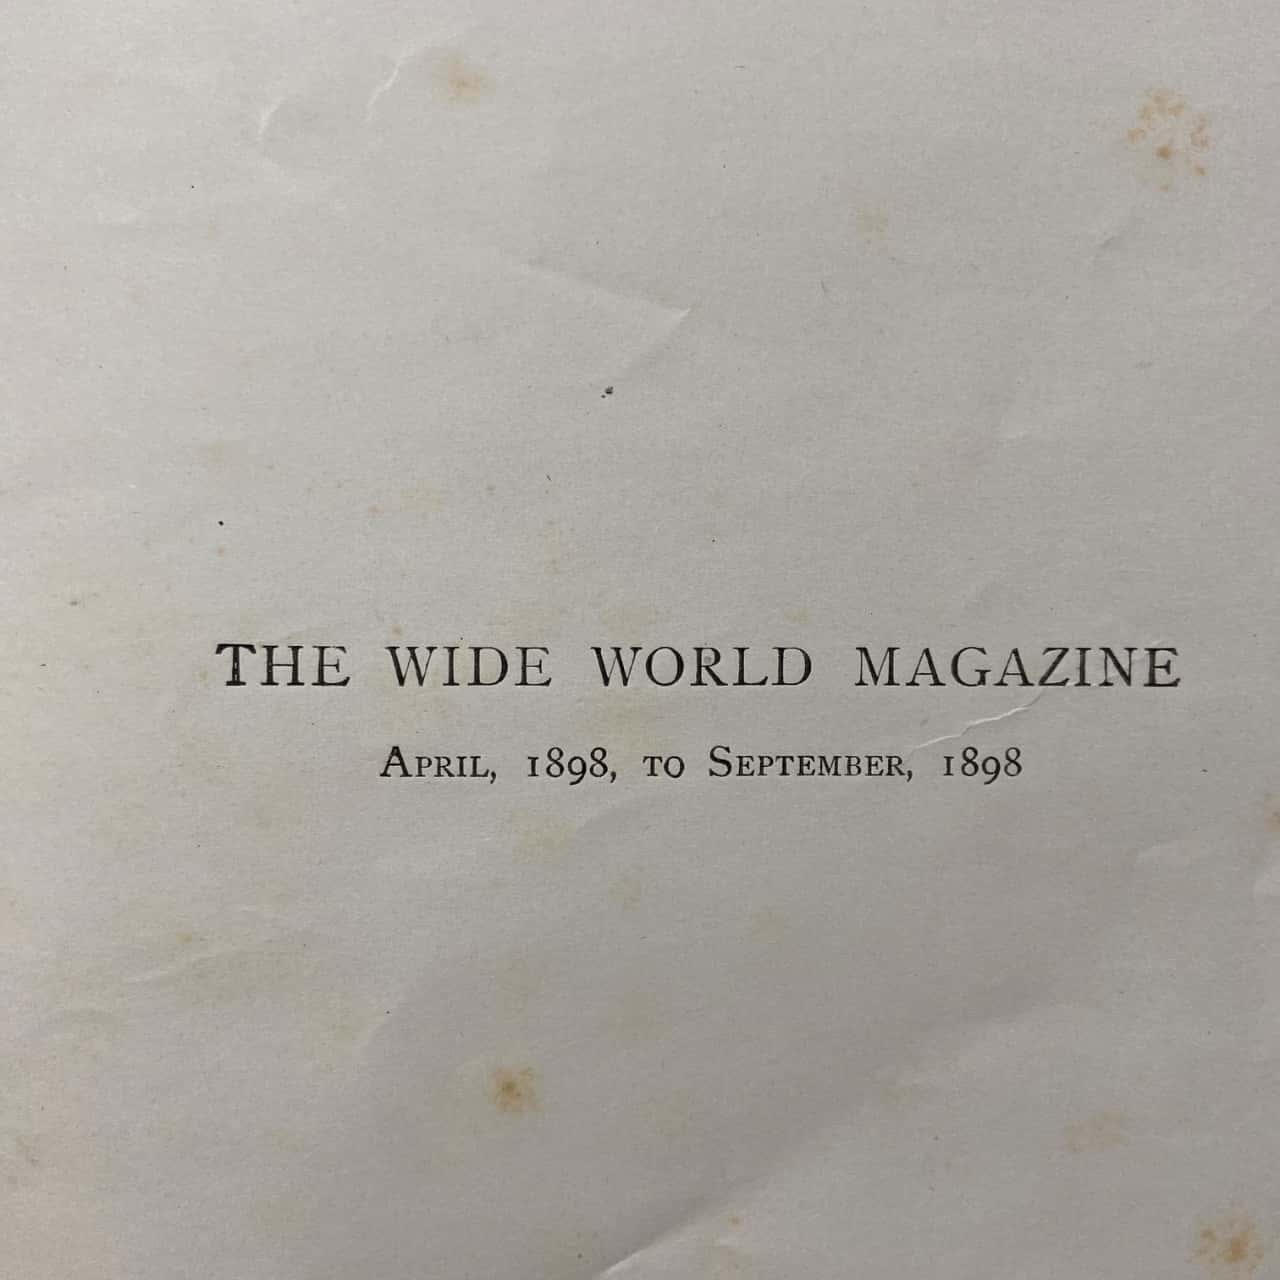 THE WIDE WORLD MAGAZINE
APRIL, 1898, TO SEPTEMBER, 1898